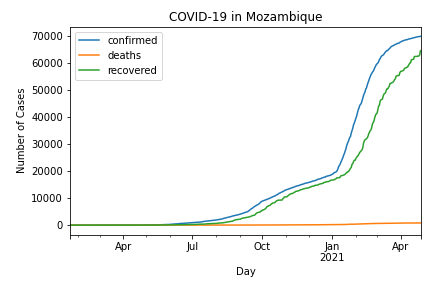 COVID-19 in Mozambique
confirmed
deaths
recovered
Number of Cases
70000
60000
50000
40000
30000
20000
10000
0
Apr
Jul
Oct
Jan
2021
Apr
Day